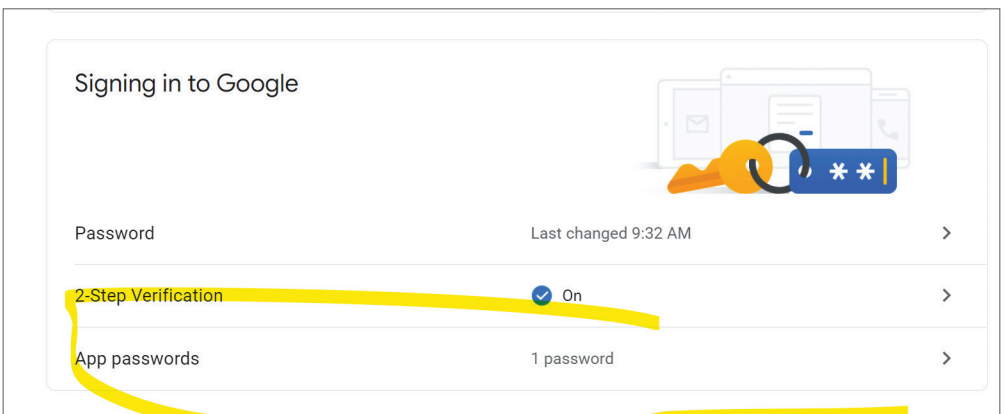 Signing in to Google
**
Password Last changed 9:32 AM
2-Step Verification On
App passwords 1 password